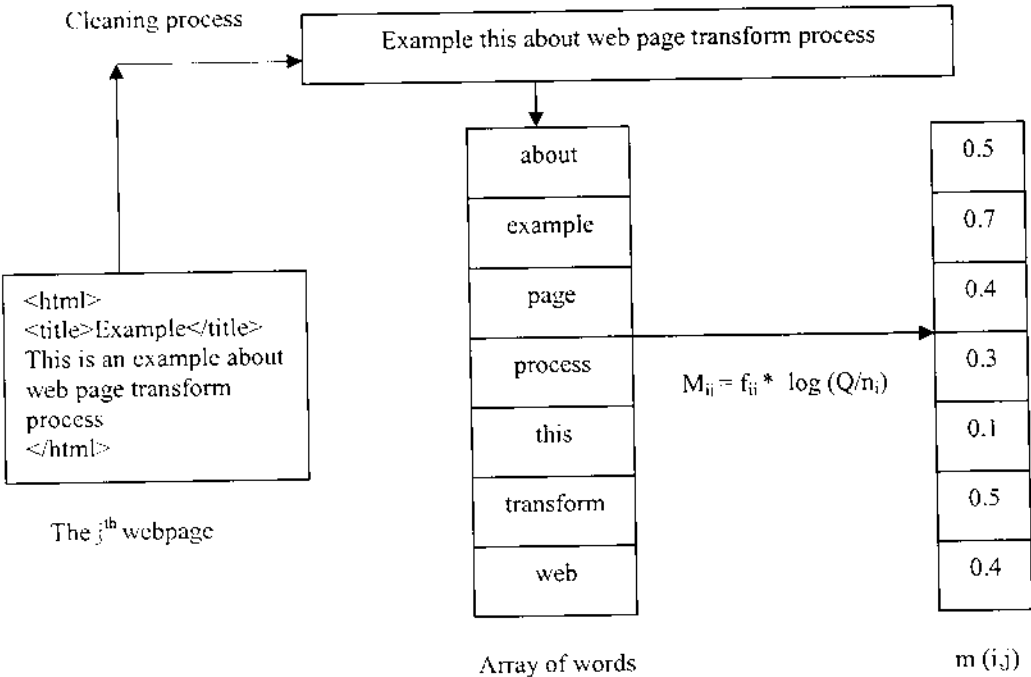 Cleaning process
Example this about web page transform process
<html>
<title>Example</title>
This is an example about
web page transform
process
</html>
The jth webpage
about
example
page
process
this
transform
web
Array of words
Mij = fij * log (Q/ni)
0.5
0.7
0.4
0.3
0.1
0.5
0.4
m (i,j)